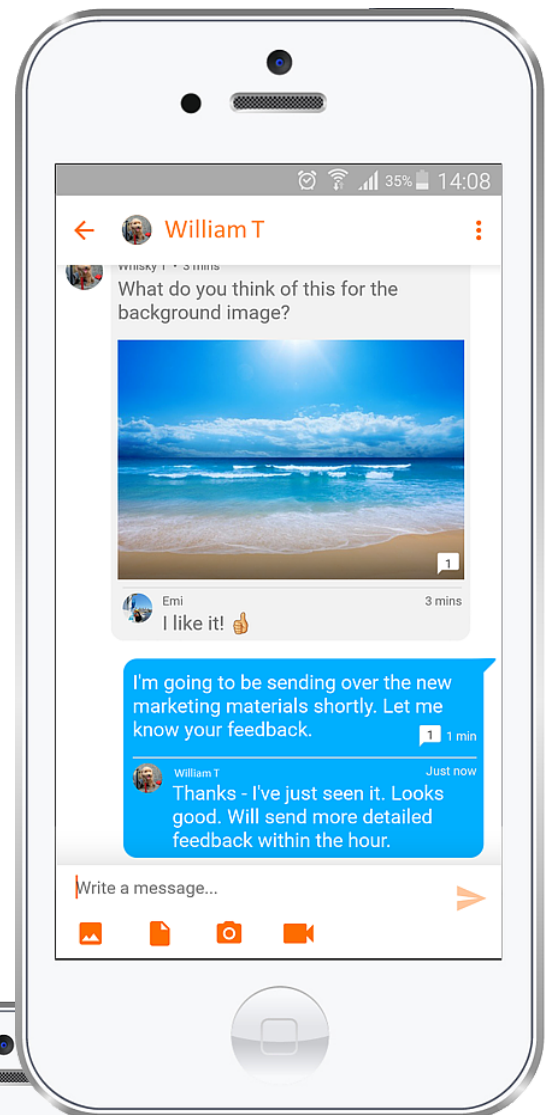 35% 14:08
William T
Whisky T • 3 mins
What do you think of this for the
background image?
1
Emi 3 mins
I like it! 👍
I'm going to be sending over the new
marketing materials shortly. Let me
know your feedback.
1 1 min
William T Just now
Thanks - I've just seen it. Looks
good. Will send more detailed
feedback within the hour.
Write a message...